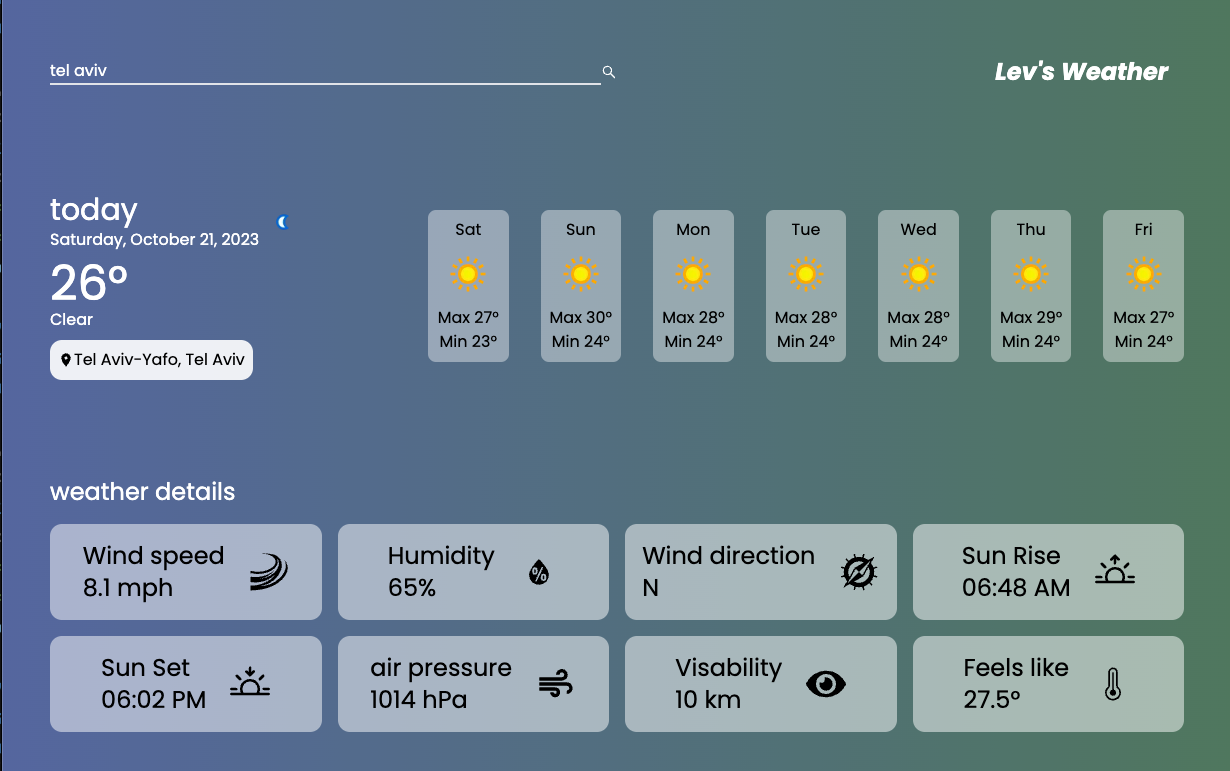 tel aviv
Lev's Weather
today
Saturday, October 21, 2023
26°
Clear
Tel Aviv-Yafo, Tel Aviv
Sat
Max 27°
Min 23°
Sun
Max 30°
Min 24°
Mon
Max 28°
Min 24°
Tue
Max 28°
Min 24°
Wed
Max 28°
Min 24°
Thu
Max 29°
Min 24°
Fri
Max 27°
Min 24°
weather details
Wind speed
8.1 mph
Humidity
65%
%
Wind direction
N
Sun Rise
06:48 AM
Sun Set
06:02 PM
air pressure
1014 hPa
Visability
10 km
Feels like
27.5°